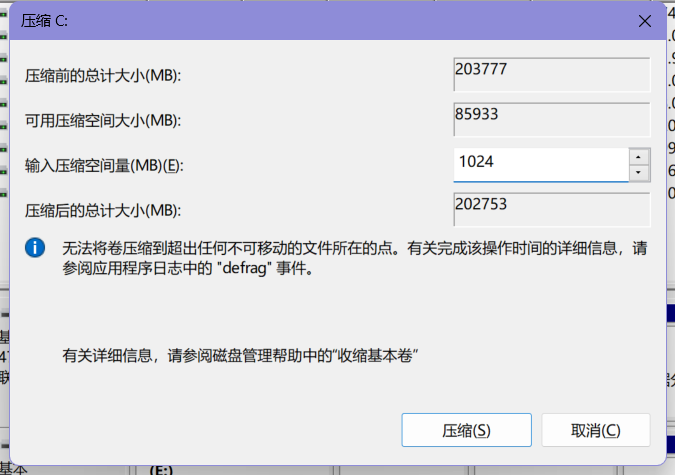 压缩 C:
压缩前的总计大小(MB): 203777
可用压缩空间大小(MB): 85933
输入压缩空间量(MB)(E): 1024
压缩后的总计大小(MB): 202753
无法将卷压缩到超出任何不可移动的文件所在的点。有关完成该操作时间的详细信息，请
参阅应用程序日志中的 "defrag" 事件。
有关详细信息，请参阅磁盘管理帮助中的"收缩基本卷"
压缩(S) 取消(C)
基本 (E:)